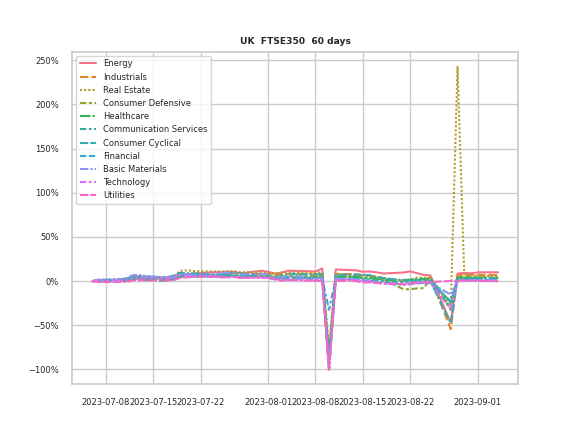 UK FTSE350 60 days
250%
200%
150%
100%
50%
0%
−50%
−100%
Energy
Industrials
Real Estate
Consumer Defensive
Healthcare
Communication Services
Consumer Cyclical
Financial
Basic Materials
Technology
Utilities
2023-07-08 2023-07-15 2023-07-22 2023-08-01 2023-08-08 2023-08-15 2023-08-22 2023-09-01